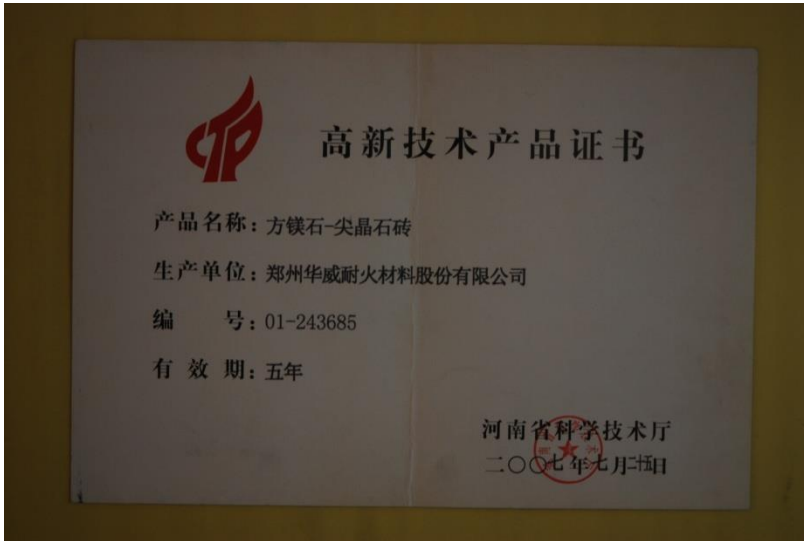 高新技术产品证书
产品名称：方镁石-尖晶石砖
生产单位：郑州华威耐火材料股份有限公司
编 号：01-243685
有 效 期：五年
河南省科学技术厅
二〇〇七年七月二十五日